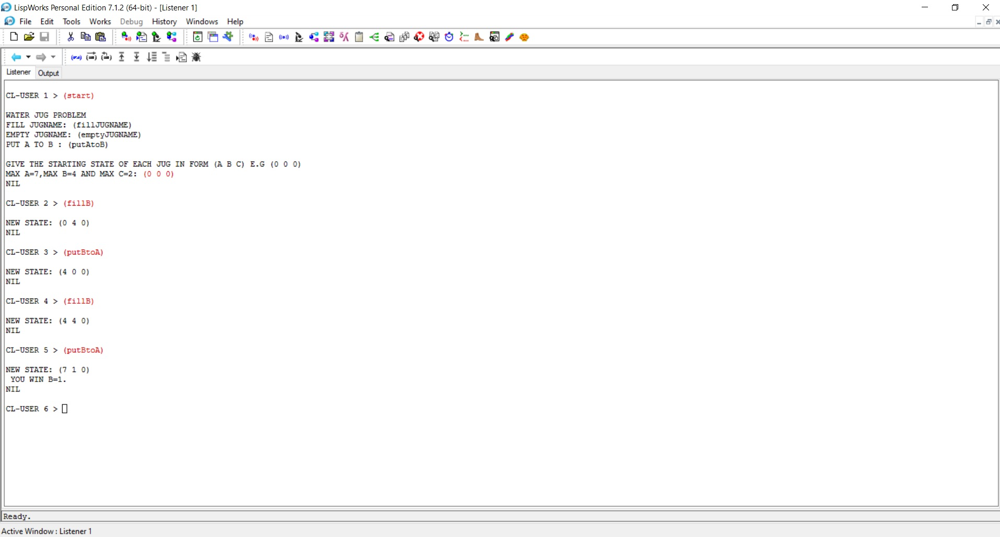 LispWorks Personal Edition 7.1.2 (64-bit) - [Listener 1]
File Edit Tools Works Debug History Windows Help
Listener Output
CL-USER 1 > (start)
WATER JUG PROBLEM
FILL JUGNAME: (fillJUGNAME)
EMPTY JUGNAME: (emptyJUGNAME)
PUT A TO B : (putAtoB)
GIVE THE STARTING STATE OF EACH JUG IN FORM (A B C) E.G (0 0 0)
MAX A=7,MAX B=4 AND MAX C=2: (0 0 0)
NIL
CL-USER 2 > (fillB)
NEW STATE: (0 4 0)
NIL
CL-USER 3 > (putBtoA)
NEW STATE: (4 0 0)
NIL
CL-USER 4 > (fillB)
NEW STATE: (4 4 0)
NIL
CL-USER 5 > (putBtoA)
NEW STATE: (7 1 0)
YOU WIN B=1.
NIL
CL-USER 6 >
Ready.
Active Window : Listener 1